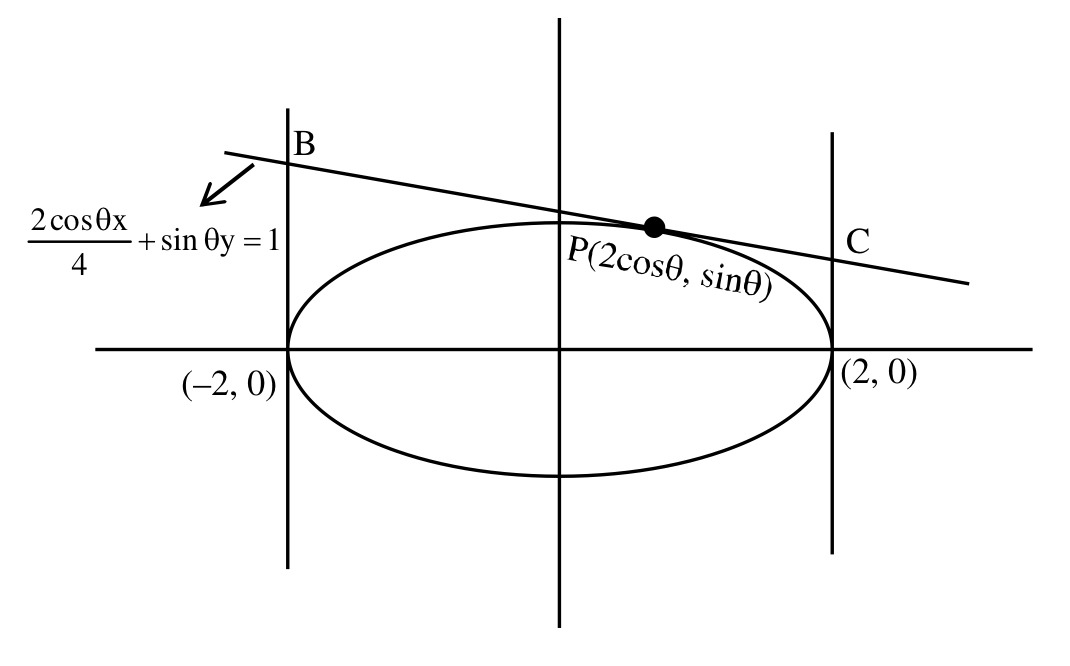 B
2cosθx/4 + sin θy = 1
C
P(2cosθ, sinθ)
(–2, 0)
(2, 0)